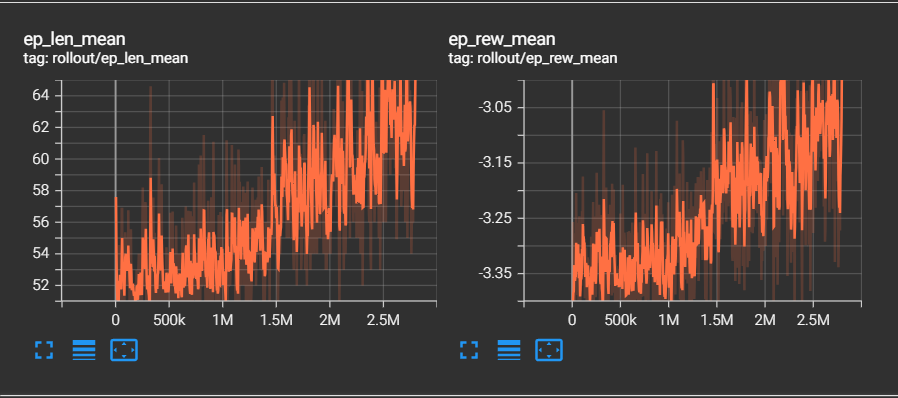 ep_len_mean
tag: rollout/ep_len_mean
64
62
60
58
56
54
52
0 500k 1M 1.5M 2M 2.5M
ep_rew_mean
tag: rollout/ep_rew_mean
-3.05
-3.15
-3.25
-3.35
0 500k 1M 1.5M 2M 2.5M